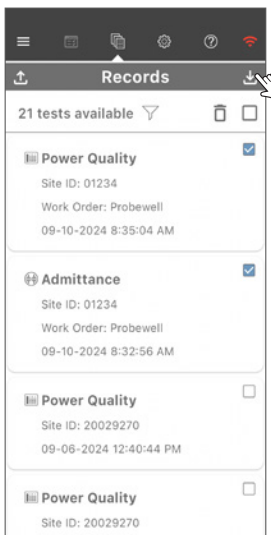 Records
21 tests available
Power Quality
Site ID: 01234
Work Order: Probewell
09-10-2024 8:35:04 AM
Admittance
Site ID: 01234
Work Order: Probewell
09-10-2024 8:32:56 AM
Power Quality
Site ID: 20029270
09-06-2024 12:40:44 PM
Power Quality
Site ID: 20029270